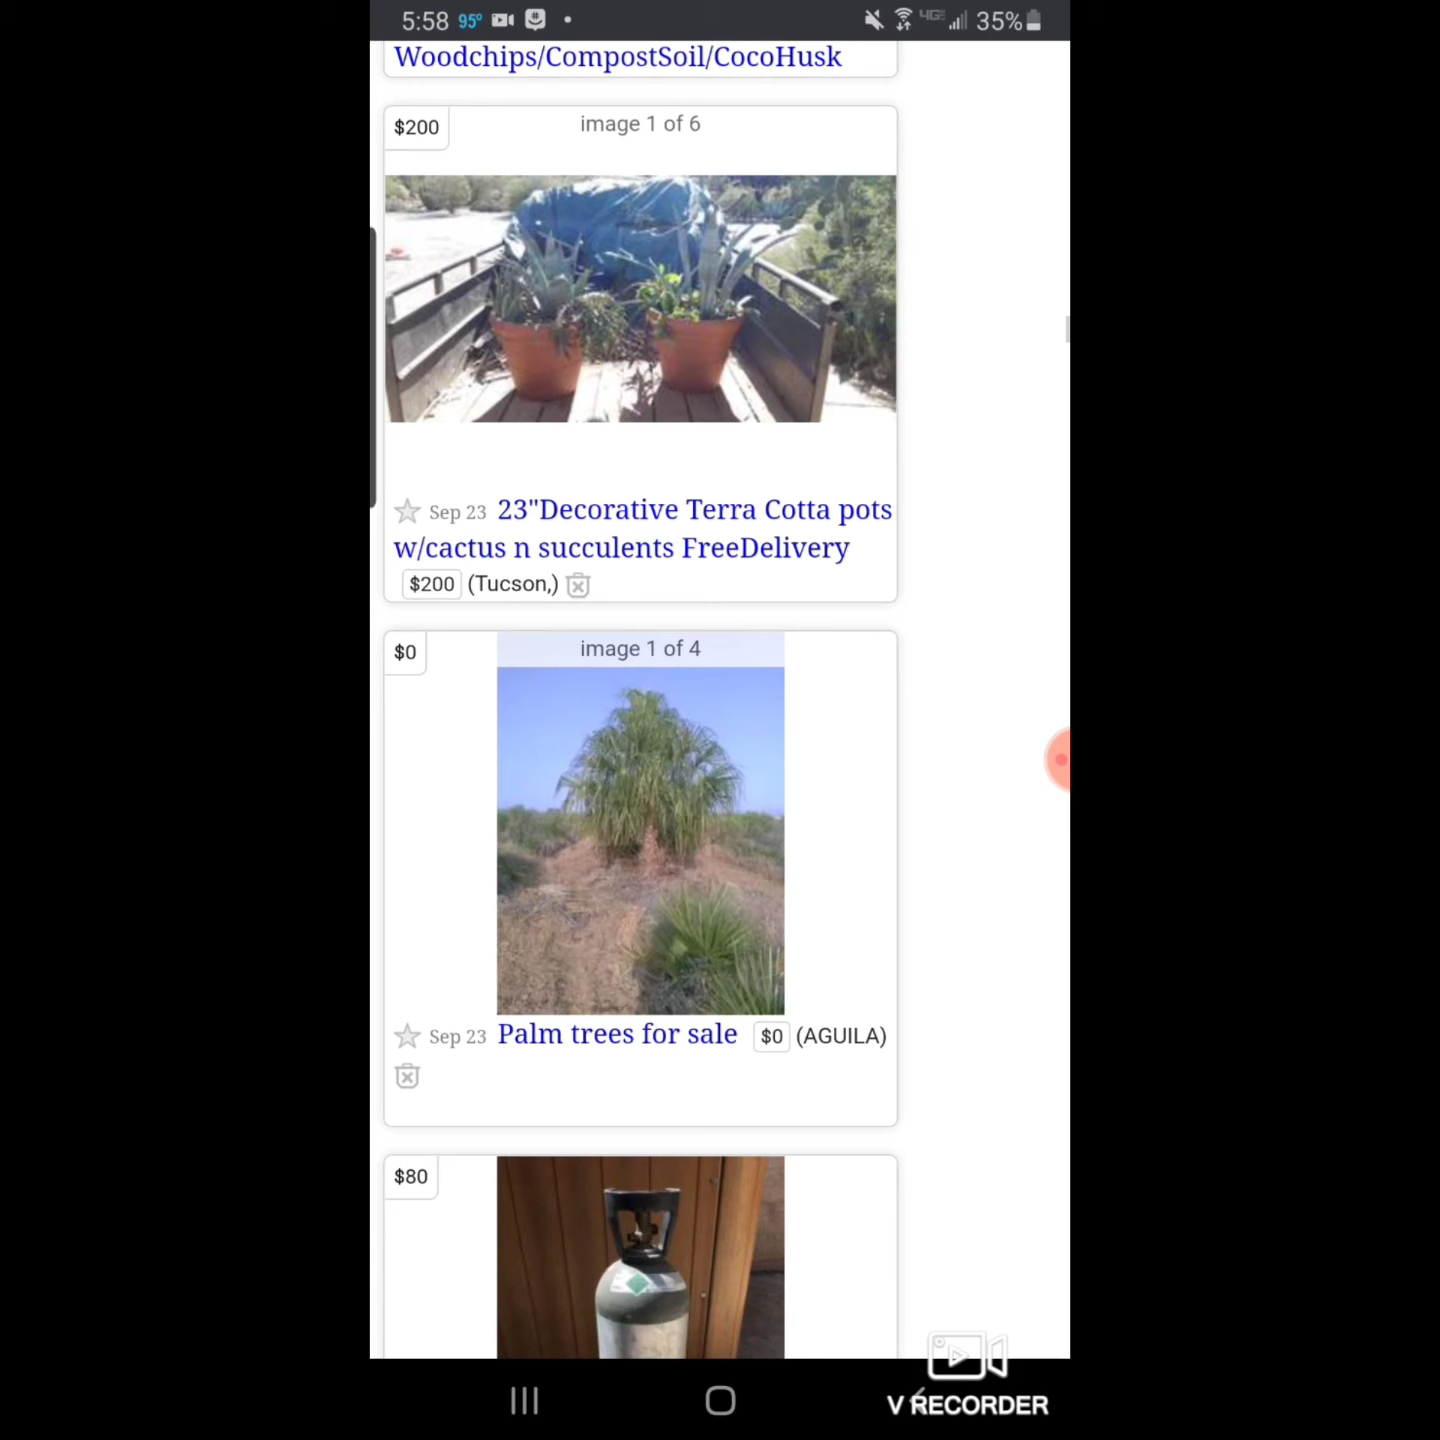 5:58 95° 4GE 35%
Woodchips/CompostSoil/CocoHusk
$200
image 1 of 6
Sep 23 23"Decorative Terra Cotta pots
w/cactus n succulents FreeDelivery
$200 (Tucson,)
$0
image 1 of 4
Sep 23 Palm trees for sale $0 (AGUILA)
$80
V RECORDER